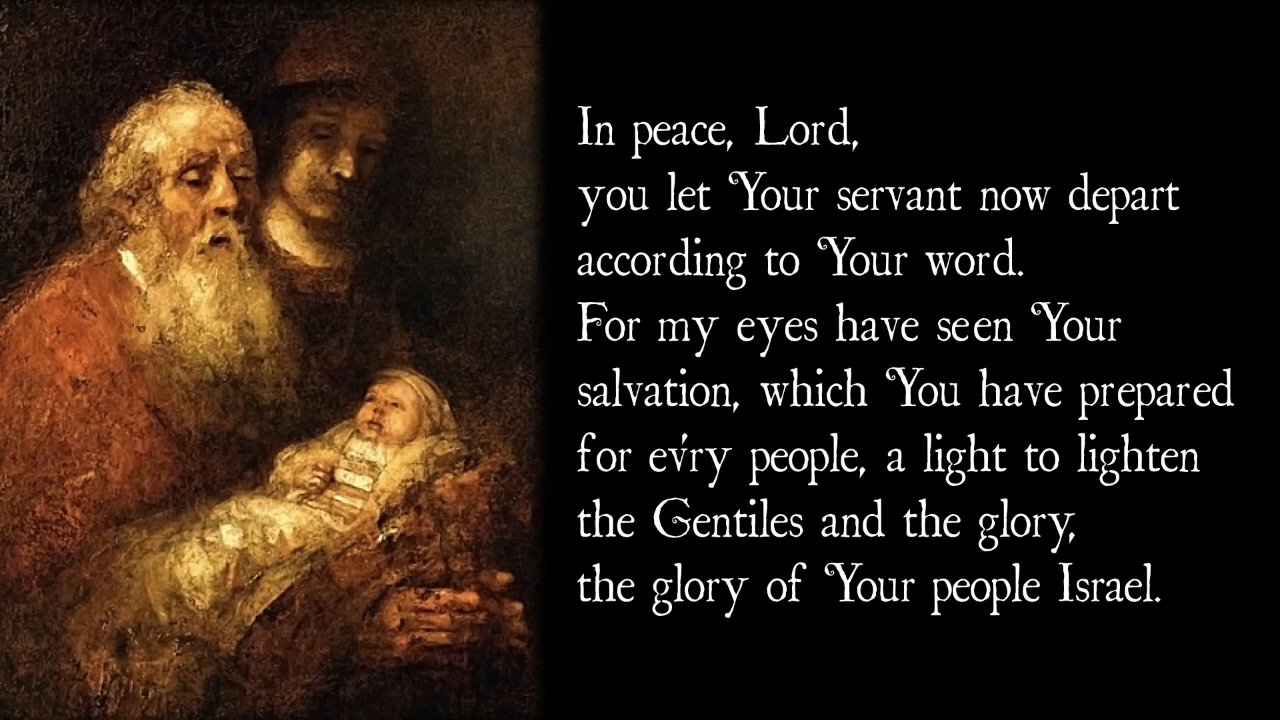 In peace, Lord,
you let Your servant now depart
according to Your word.
For my eyes have seen Your
salvation, which You have prepared
for ev'ry people, a light to lighten
the Gentiles and the glory,
the glory of Your people Israel.